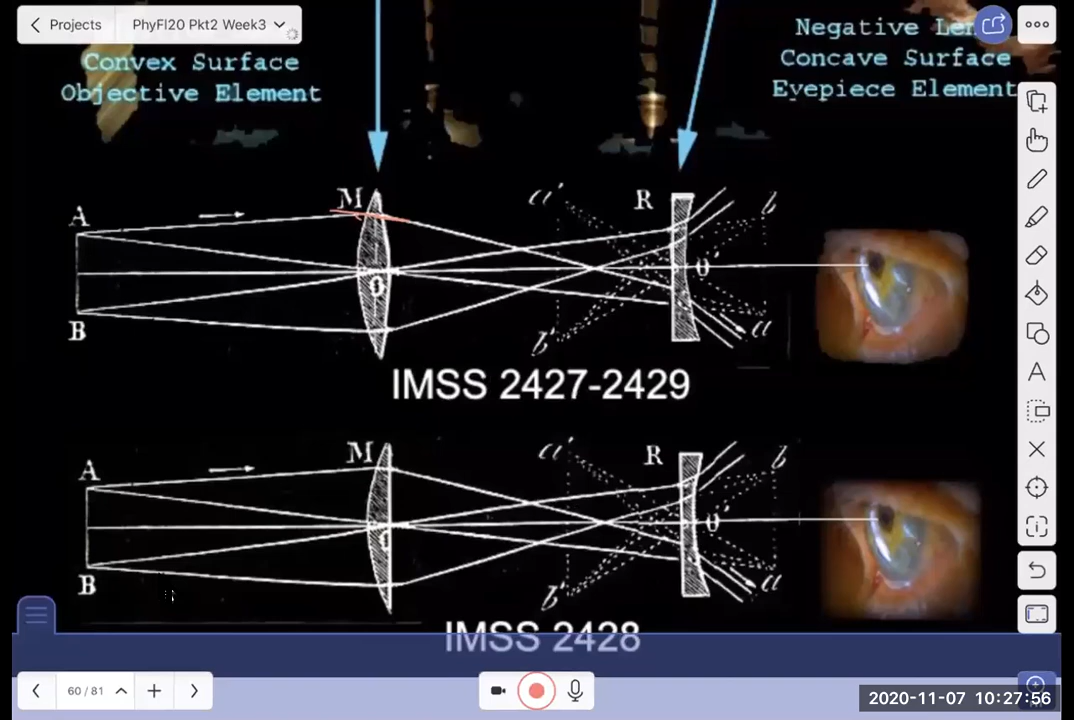 Projects
PhyFl20 Pkt2 Week3
Convex Surface
Objective Element
Negative Len
Concave Surface
Eyepiece Element
A
M
a'
R
b
O
O'
B
b'
a
IMSS 2427-2429
A
M
a'
R
b
O'
B
b'
a
IMSS 2428
60 / 81
2020-11-07 10:27:56